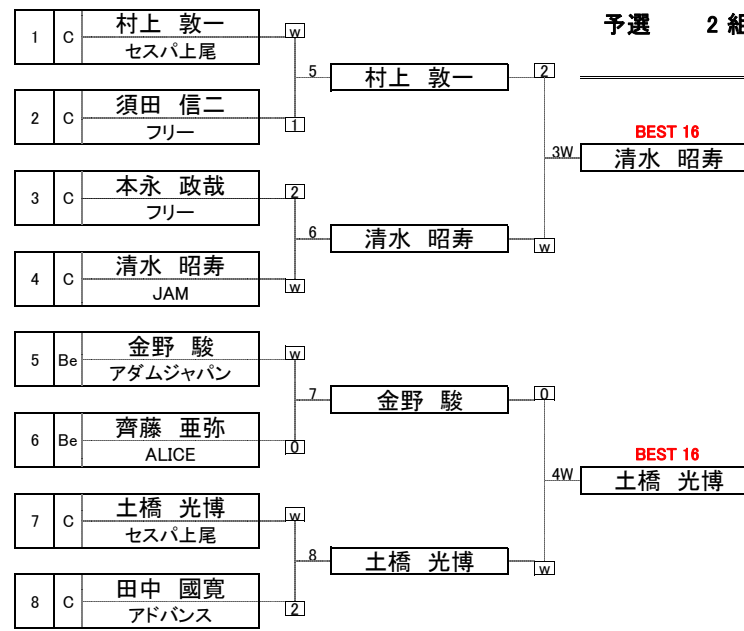 予選 2 組
1 C 村上 敦一 W
セスパ上尾
5 村上 敦一 2
2 C 須田 信二 1
フリー
BEST 16
3W 清水 昭寿
3 C 本永 政哉 2
フリー
6 清水 昭寿 W
4 C 清水 昭寿 W
JAM
5 Be 金野 駿 W
アダムジャパン
7 金野 駿 0
6 Be 齊藤 亜弥 0
ALICE
BEST 16
4W 土橋 光博
7 C 土橋 光博 W
セスパ上尾
8 土橋 光博 W
8 C 田中 國寛 2
アドバンス